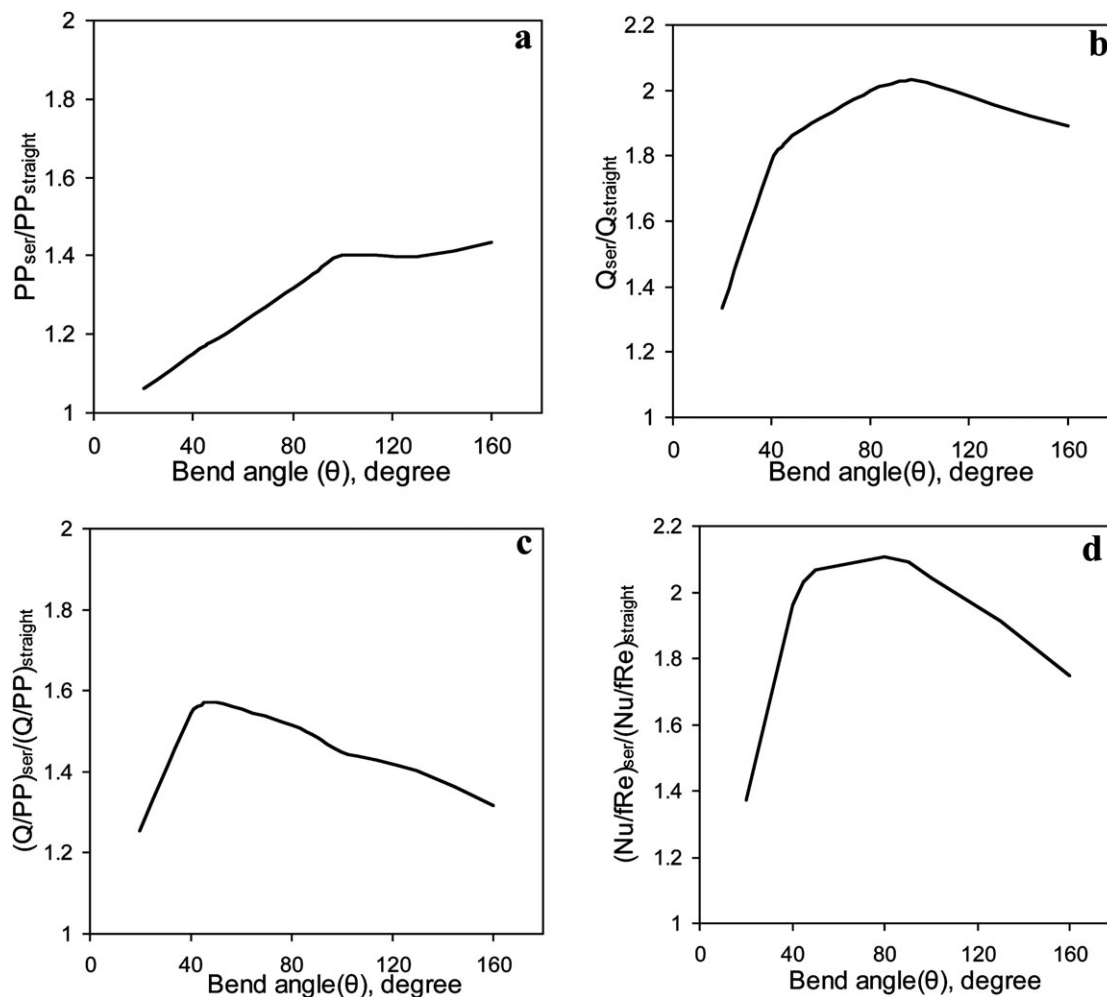 a
2
1.8
1.6
1.4
1.2
1
PPser/PPstraight
0 40 80 120 160
Bend angle (θ), degree
b
2.2
2
1.8
1.6
1.4
1.2
1
Qser/Qstraight
0 40 80 120 160
Bend angle(θ), degree
c
2
1.8
1.6
1.4
1.2
1
(Q/PP)ser/(Q/PP)straight
0 40 80 120 160
Bend angle(θ), degree
d
2.2
2
1.8
1.6
1.4
1.2
1
(Nu/fRe)ser/(Nu/fRe)straight
0 40 80 120 160
Bend angle(θ), degree